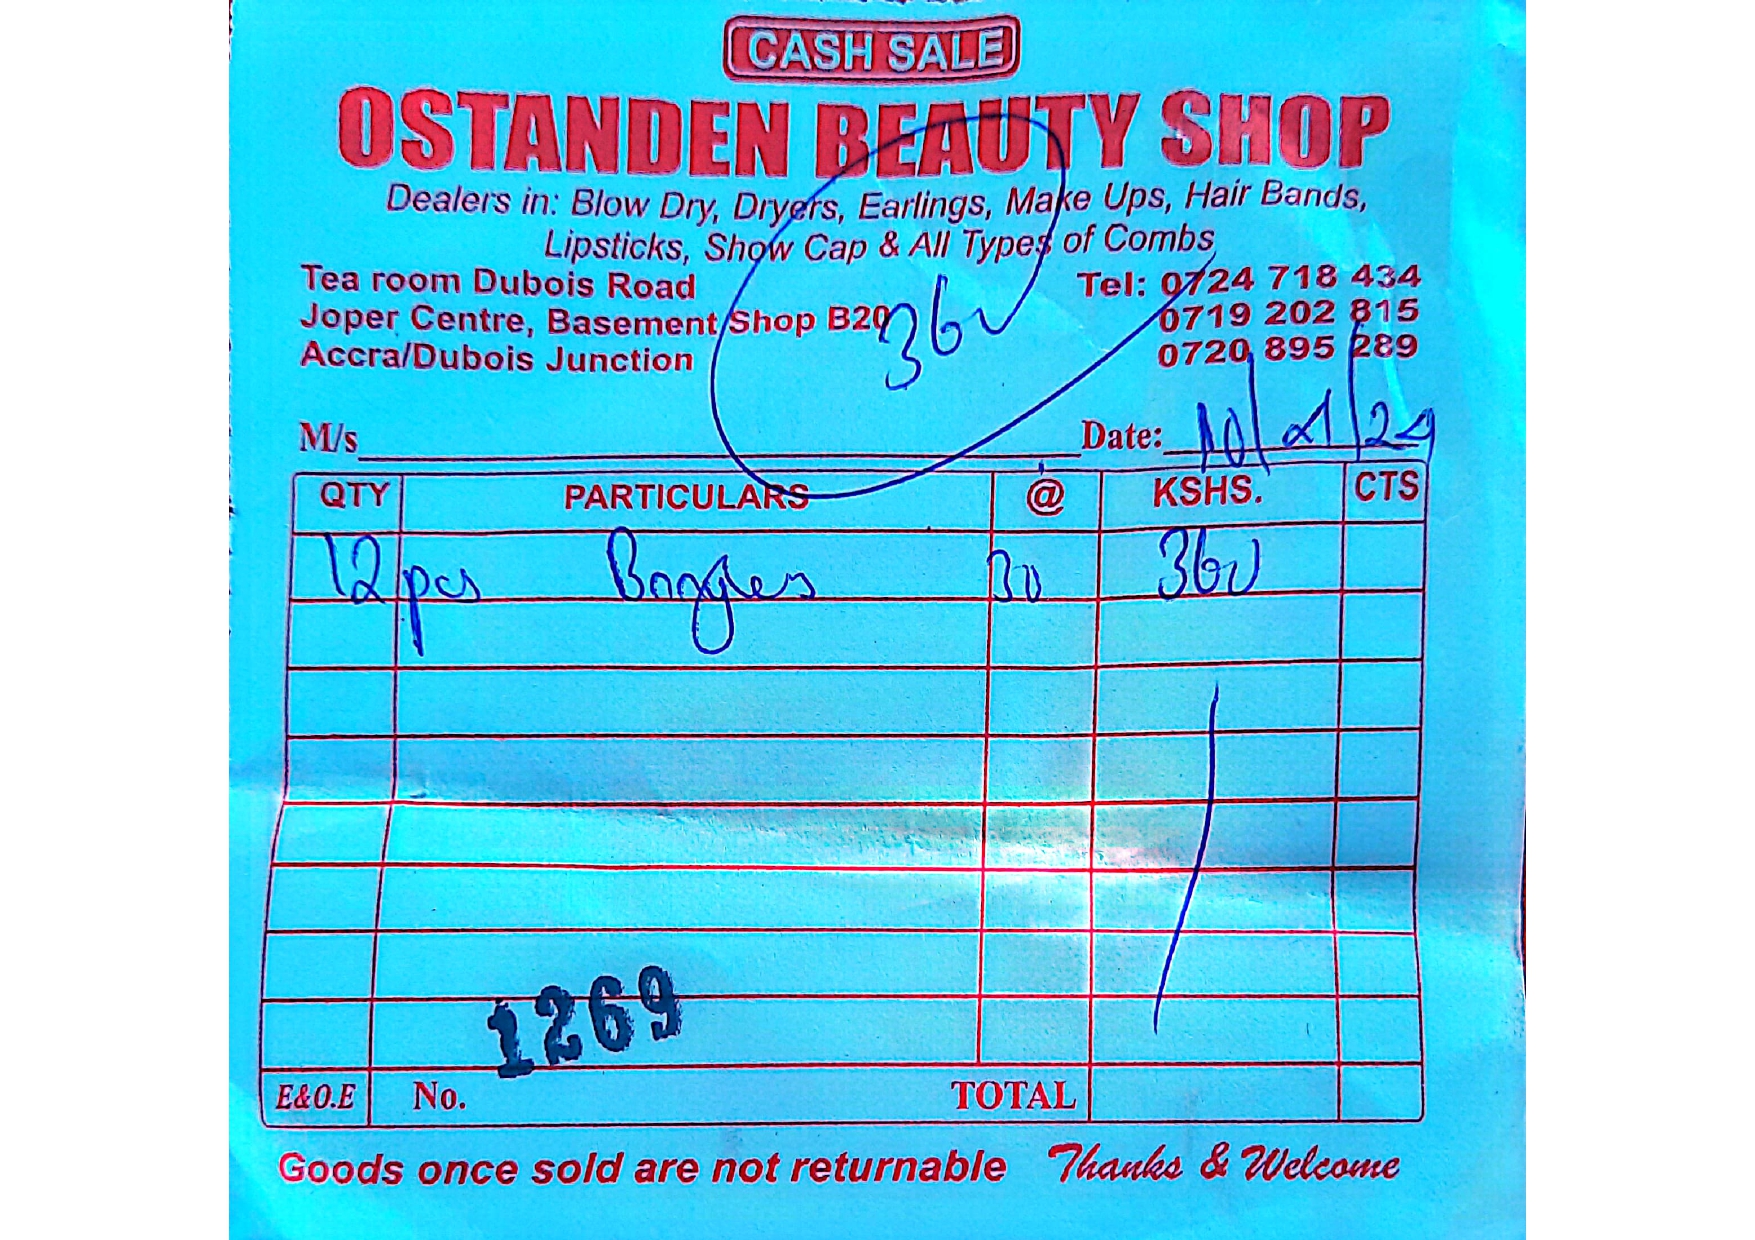 CASH SALE
OSTANDEN BEAUTY SHOP
Dealers in: Blow Dry, Dryers, Earlings, Make Ups, Hair Bands,
Lipsticks, Show Cap & All Types of Combs
Tea room Dubois Road Tel: 0724 718 434
Joper Centre, Basement Shop B20 0719 202 815
Accra/Dubois Junction 0720 895 289
360
M/s Date: 10/ /24
QTY PARTICULARS @ KSHS. CTS
12 pcs Bangles 30 360
1269
E&O.E No. TOTAL
Goods once sold are not returnable Thanks & Welcome